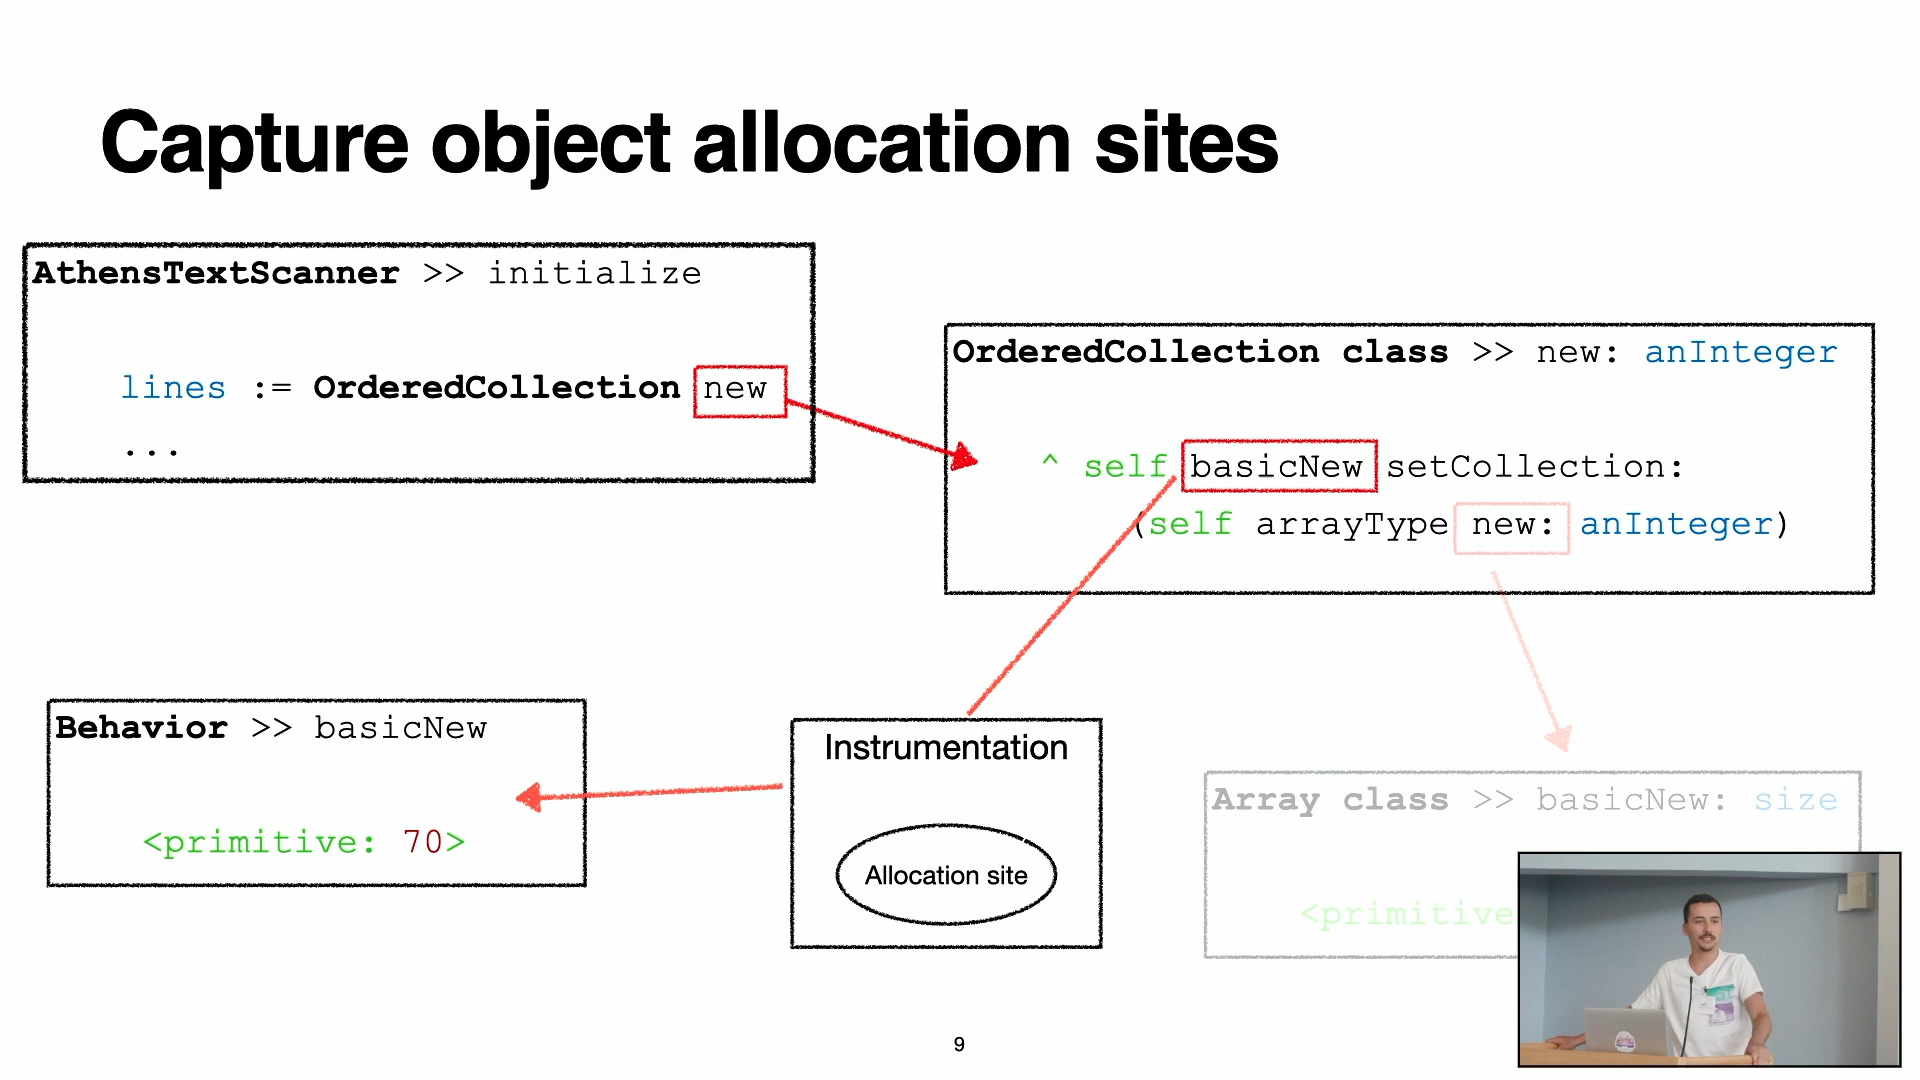 Capture object allocation sites
AthensTextScanner >> initialize
lines := OrderedCollection new
...
OrderedCollection class >> new: anInteger
^ self basicNew setCollection:
(self arrayType new: anInteger)
Behavior >> basicNew
<primitive: 70>
Instrumentation
Allocation site
Array class >> basicNew: size
<primitive
9